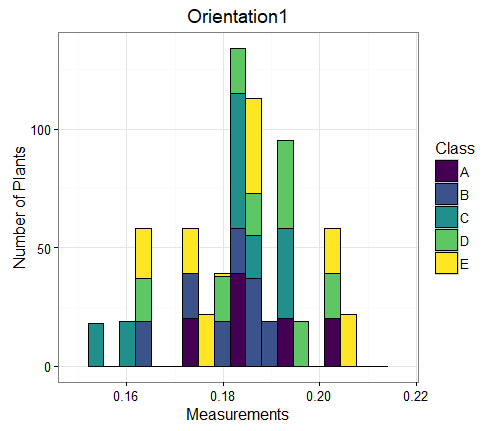 Orientation1
Number of Plants
100
50
0
0.16 0.18 0.20 0.22
Measurements
Class
A
B
C
D
E